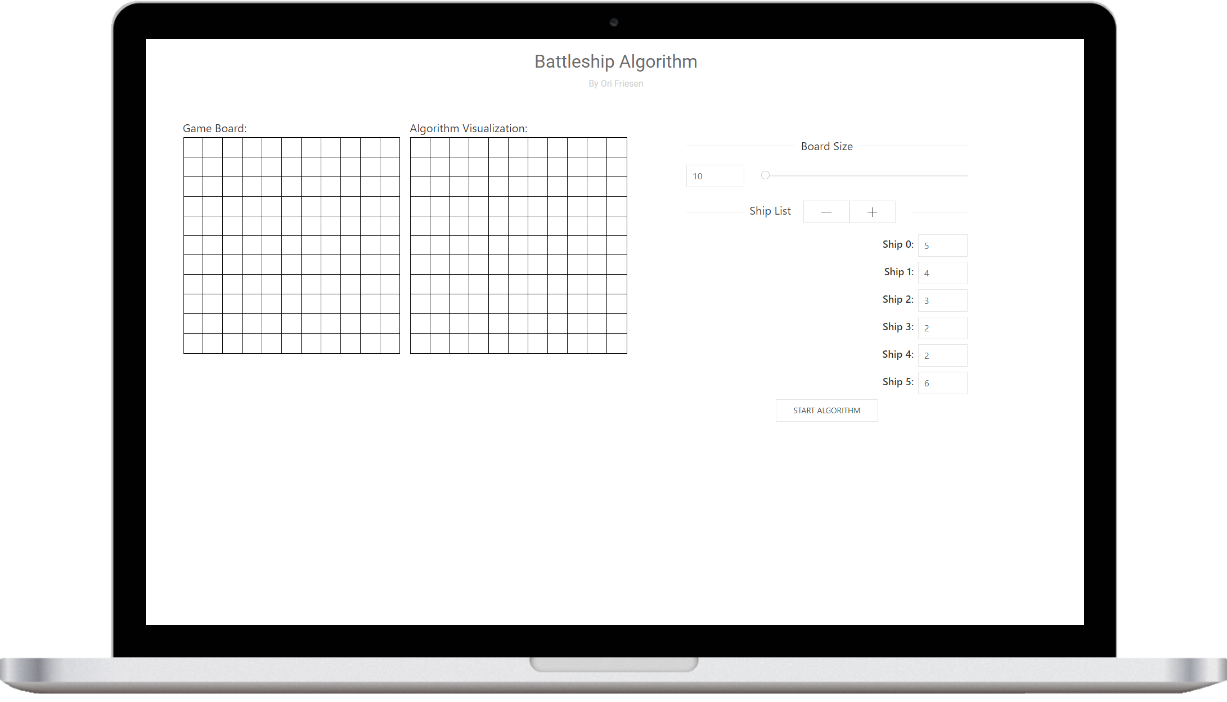 Battleship Algorithm
By Ori Friesen
Game Board:
Algorithm Visualization:
Board Size
10
Ship List
Ship 0: 5
Ship 1: 4
Ship 2: 3
Ship 3: 2
Ship 4: 2
Ship 5: 6
START ALGORITHM